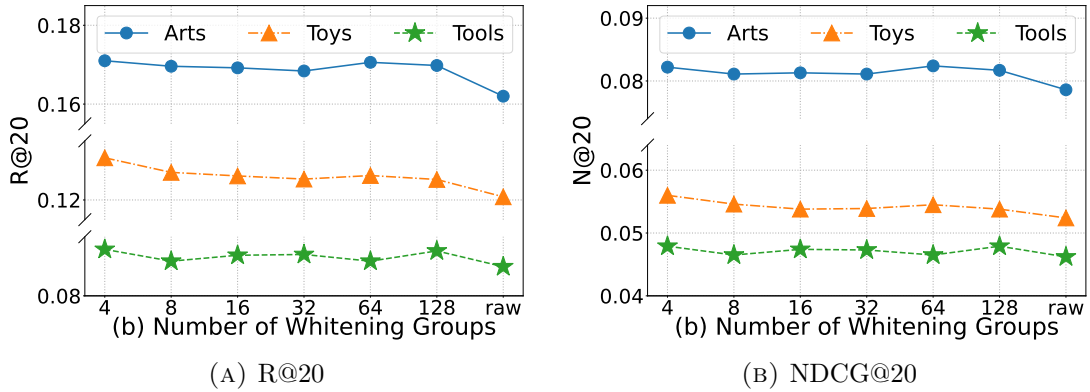 Arts Toys Tools
0.18
0.16
0.12
0.08
R@20
4 8 16 32 64 128 raw
(b) Number of Whitening Groups
(A) R@20
Arts Toys Tools
0.09
0.08
0.06
0.05
0.04
N@20
4 8 16 32 64 128 raw
(b) Number of Whitening Groups
(B) NDCG@20